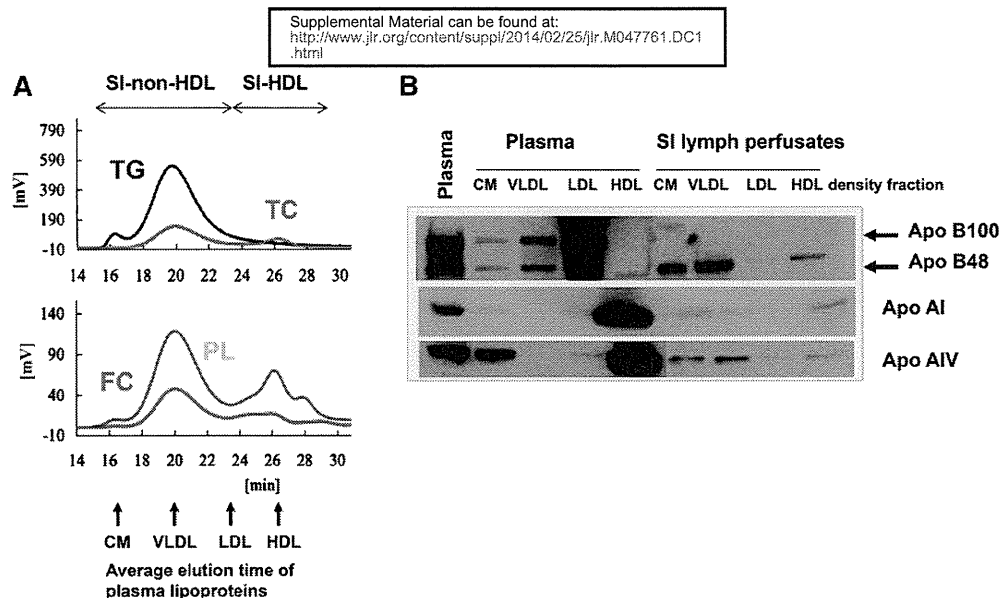 Supplemental Material can be found at:
http://www.jlr.org/content/suppl/2014/02/25/jlr.M047761.DC1
.html
A
SI-non-HDL SI-HDL
[mV]
790
590
390
190
-10
TG
TC
14 16 18 20 22 24 26 28 30
[mV]
140
90
40
-10
FC
PL
14 16 18 20 22 24 26 28 30
[min]
CM VLDL LDL HDL
Average elution time of
plasma lipoproteins
B
Plasma
Plasma SI lymph perfusates
CM VLDL LDL HDL CM VLDL LDL HDL density fraction
Apo B100
Apo B48
Apo AI
Apo AIV